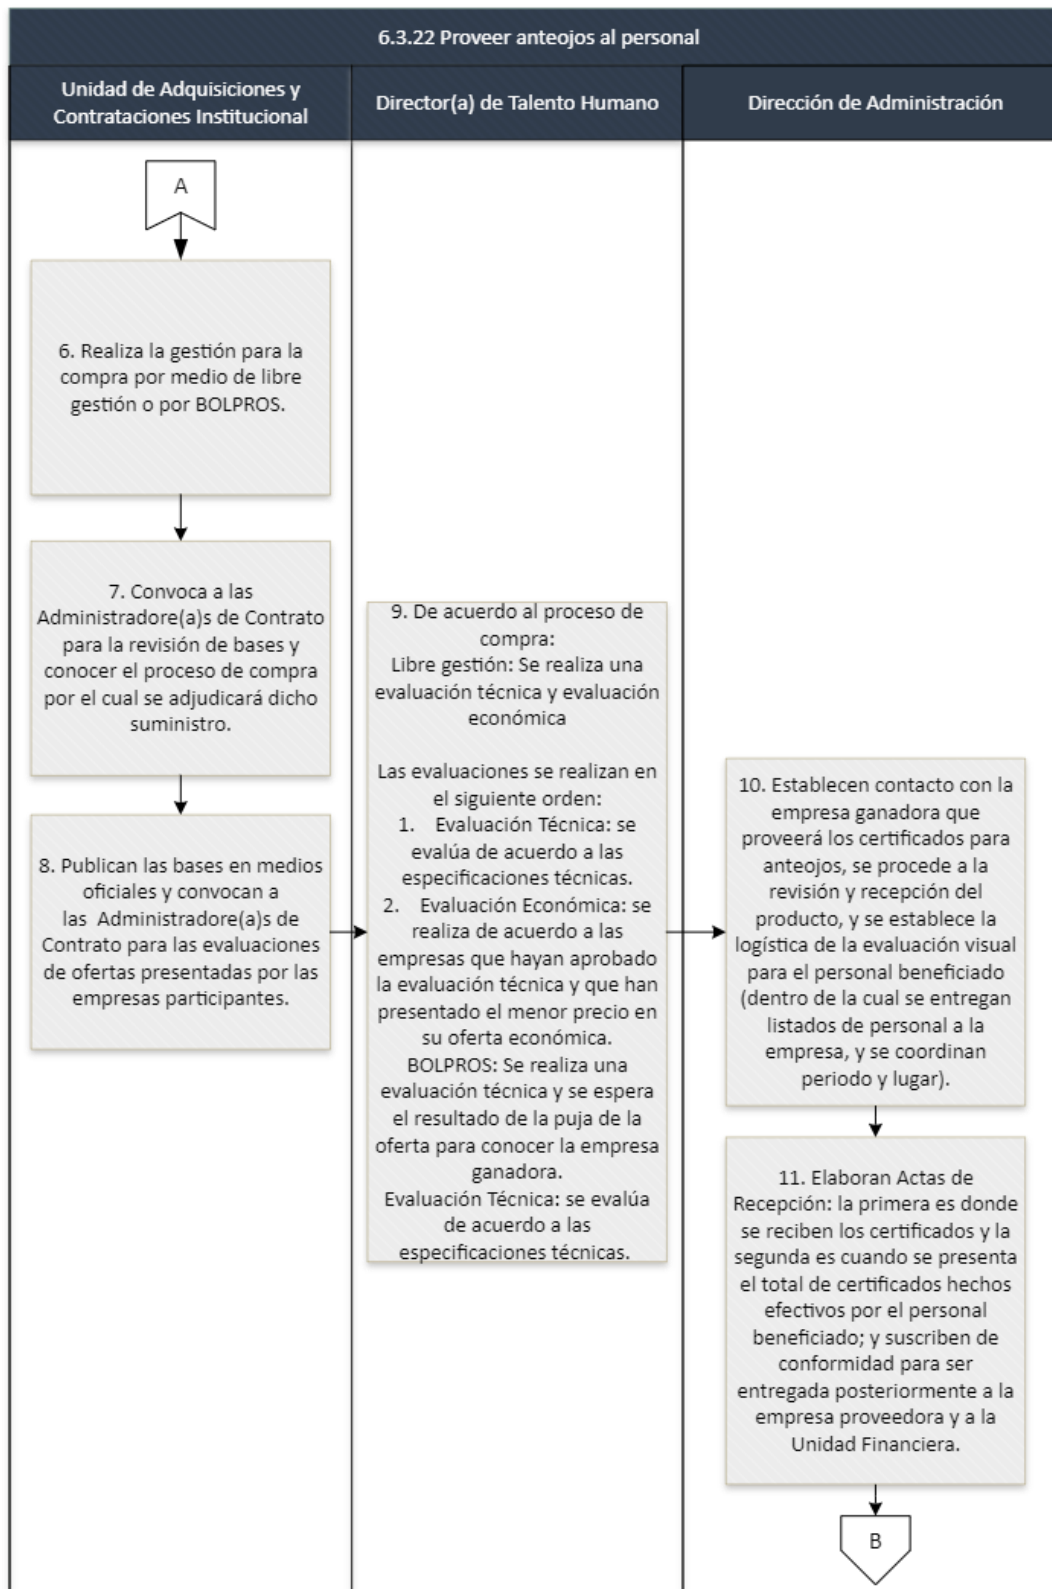 6.3.22 Proveer anteojos al personal
Unidad de Adquisiciones y
Contrataciones Institucional
Director(a) de Talento Humano
Dirección de Administración
A
6. Realiza la gestión para la
compra por medio de libre
gestión o por BOLPROS.
7. Convoca a las
Administradore(a)s de Contrato
para la revisión de bases y
conocer el proceso de compra
por el cual se adjudicará dicho
suministro.
8. Publican las bases en medios
oficiales y convocan a
las Administradore(a)s de
Contrato para las evaluaciones
de ofertas presentadas por las
empresas participantes.
9. De acuerdo al proceso de
compra:
Libre gestión: Se realiza una
evaluación técnica y evaluación
económica
Las evaluaciones se realizan en
el siguiente orden:
1. Evaluación Técnica: se
evalúa de acuerdo a las
especificaciones técnicas.
2. Evaluación Económica: se
realiza de acuerdo a las
empresas que hayan aprobado
la evaluación técnica y que han
presentado el menor precio en
su oferta económica.
BOLPROS: Se realiza una
evaluación técnica y se espera
el resultado de la puja de la
oferta para conocer la empresa
ganadora.
Evaluación Técnica: se evalúa
de acuerdo a las
especificaciones técnicas.
10. Establecen contacto con la
empresa ganadora que
proveerá los certificados para
anteojos, se procede a la
revisión y recepción del
producto, y se establece la
logística de la evaluación visual
para el personal beneficiado
(dentro de la cual se entregan
listados de personal a la
empresa, y se coordinan
periodo y lugar).
11. Elaboran Actas de
Recepción: la primera es donde
se reciben los certificados y la
segunda es cuando se presenta
el total de certificados hechos
efectivos por el personal
beneficiado; y suscriben de
conformidad para ser
entregada posteriormente a la
empresa proveedora y a la
Unidad Financiera.
B